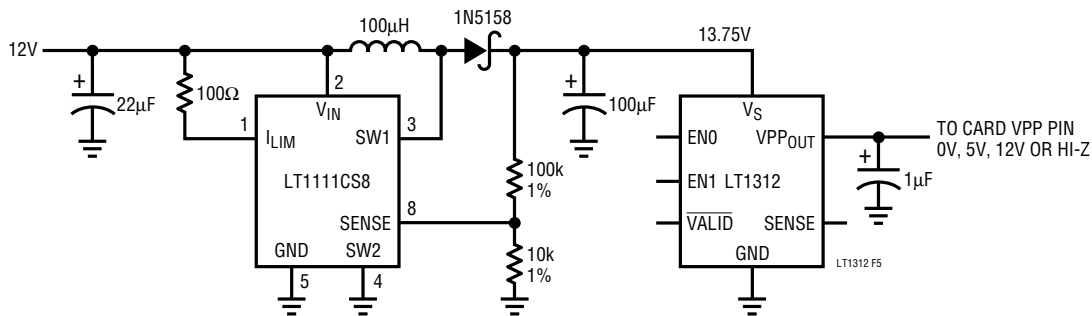 12V
+
22µF
100Ω
100µH
1N5158
13.75V
2
VIN
1
ILIM
SW1
3
LT1111CS8
SENSE
8
GND
SW2
5
4
100k
1%
10k
1%
+
100µF
VS
EN0
VPPOUT
EN1
LT1312
VALID
SENSE
GND
+
1µF
TO CARD VPP PIN
0V, 5V, 12V OR HI-Z
LT1312 F5